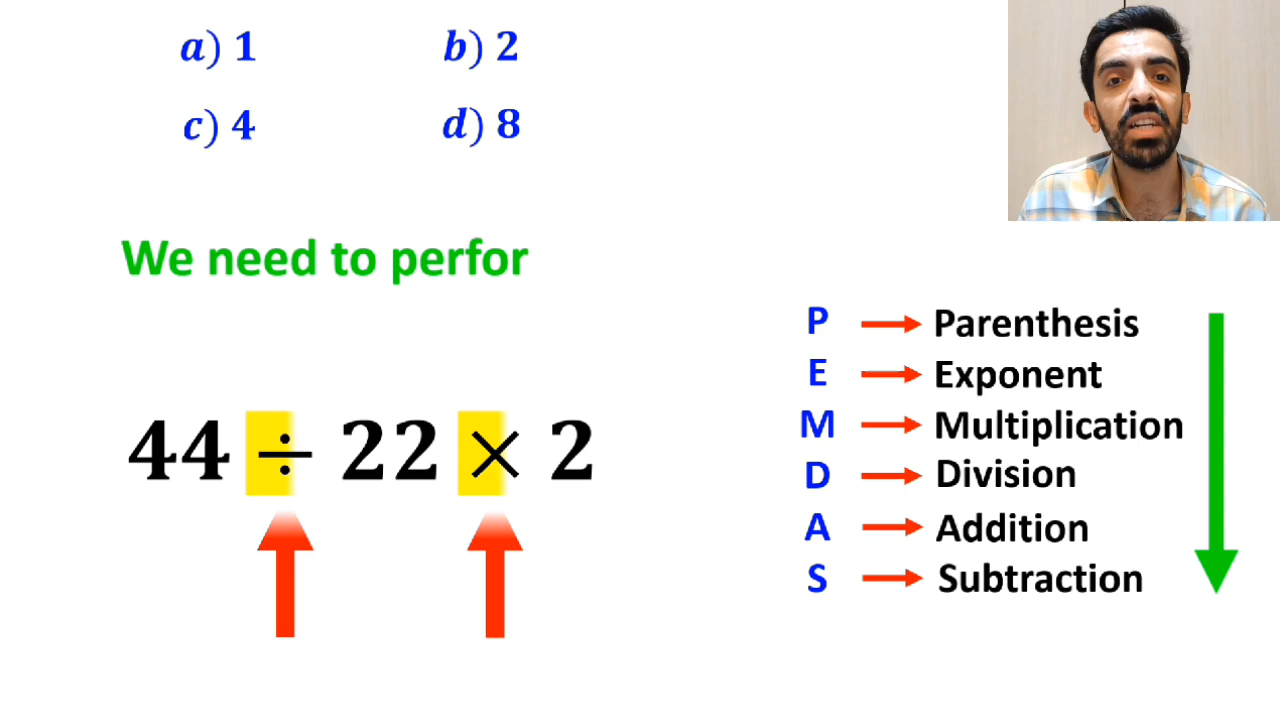 a) 1 b) 2
c) 4 d) 8
We need to perfor
44 ÷ 22 × 2
P → Parenthesis
E → Exponent
M → Multiplication
D → Division
A → Addition
S → Subtraction